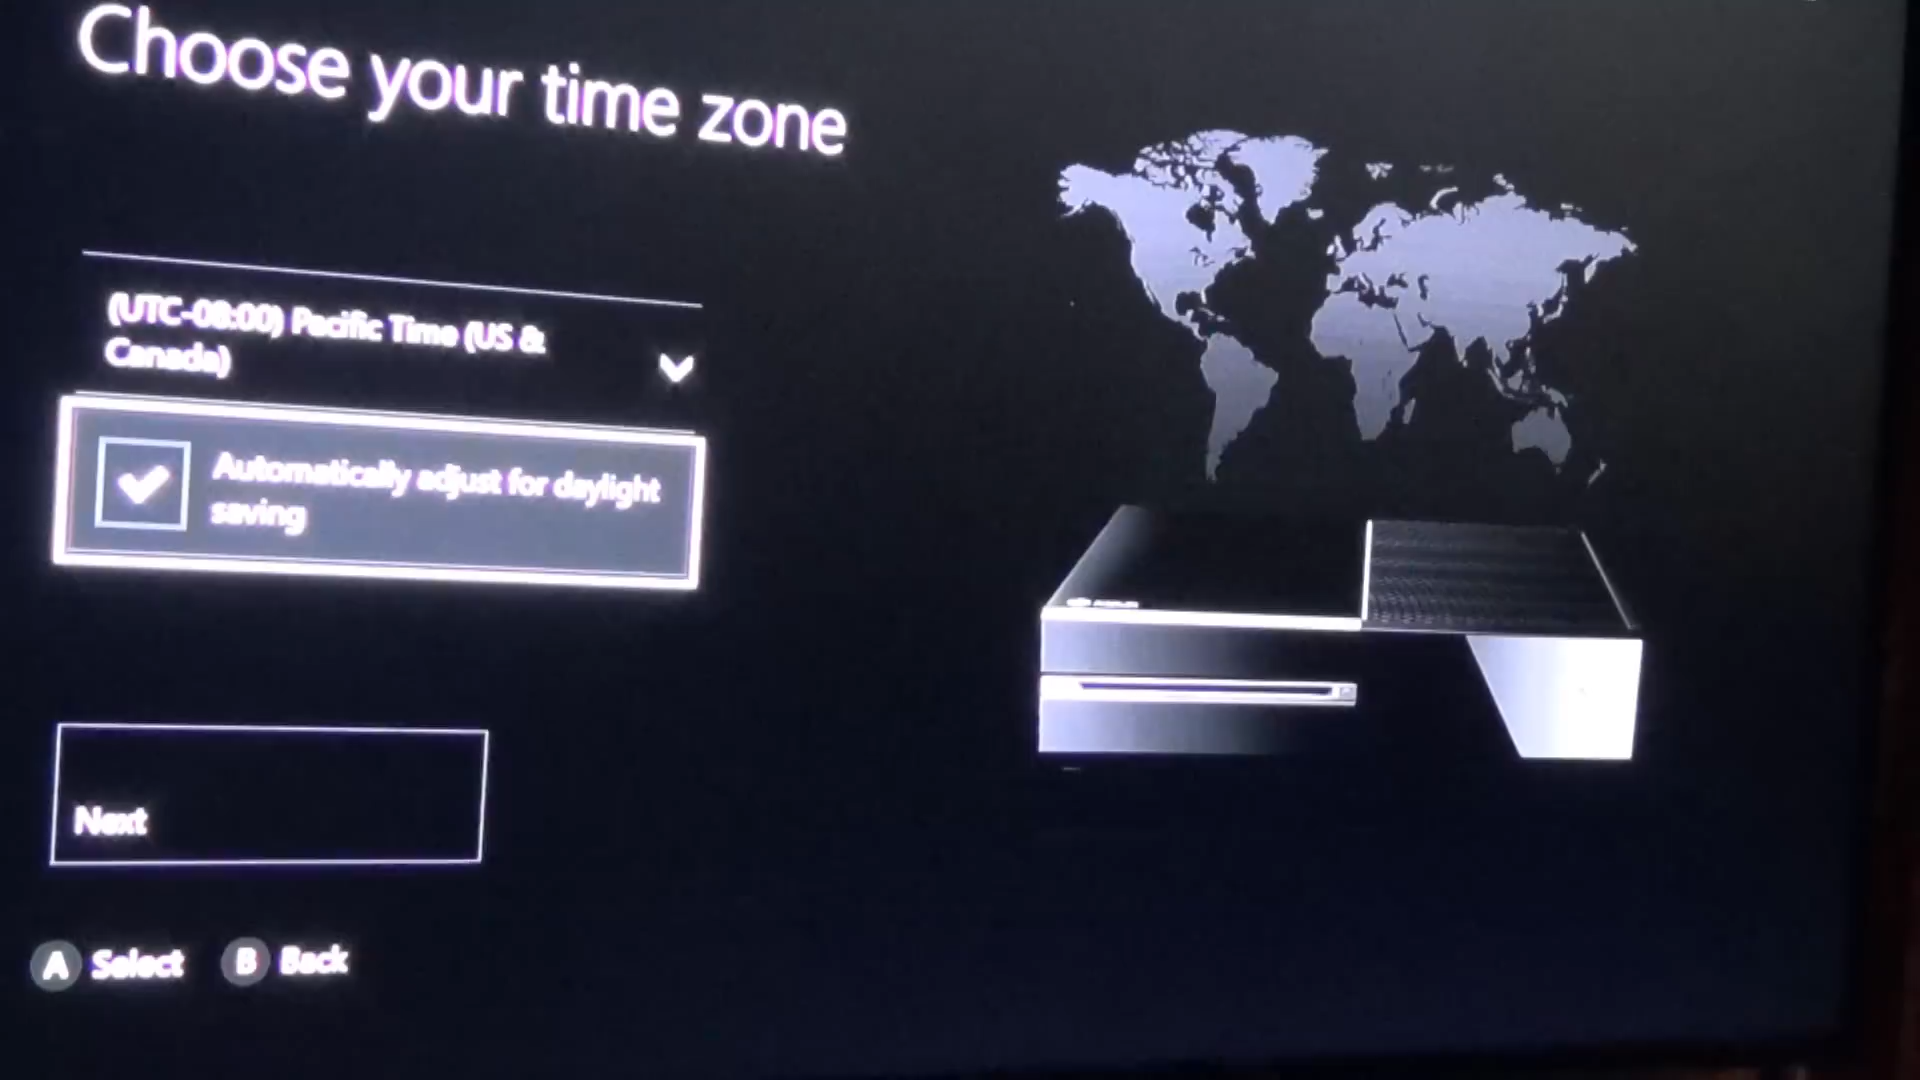 Choose your time zone
(UTC-08:00) Pacific Time (US &
Canada)
Automatically adjust for daylight
saving
Next
A Select B Back